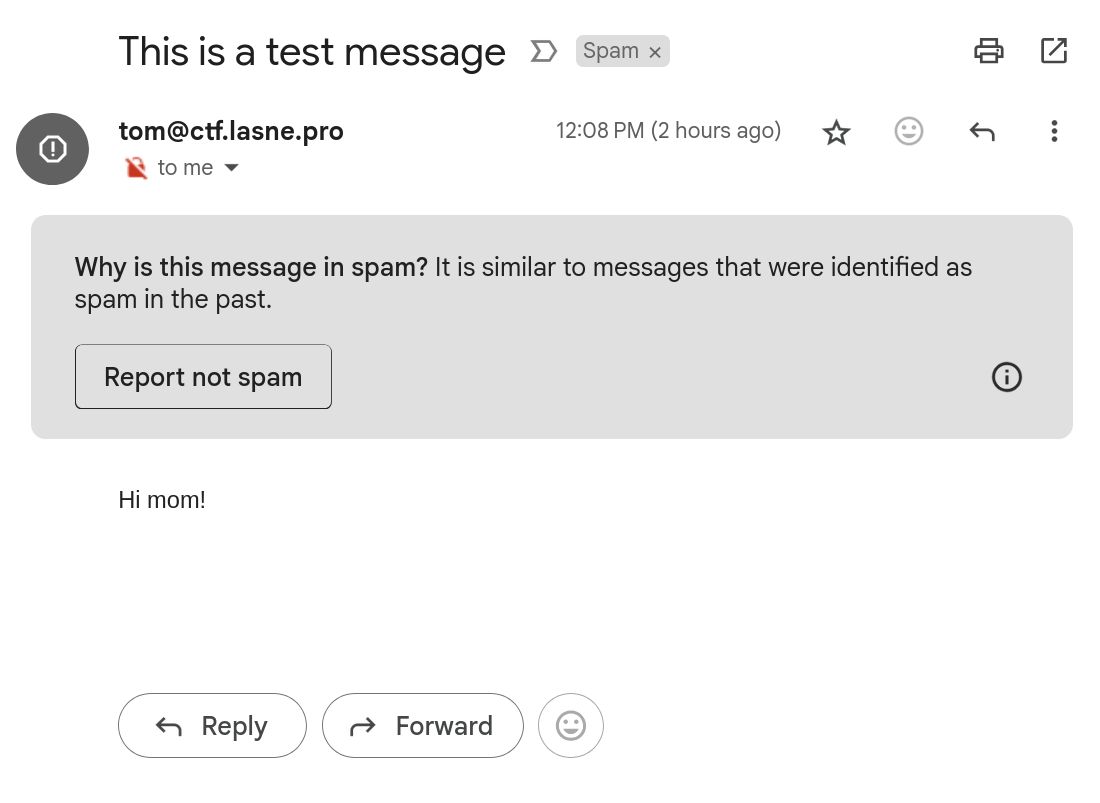 This is a test message Spam ×
tom@ctf.lasne.pro 12:08 PM (2 hours ago)
to me
Why is this message in spam? It is similar to messages that were identified as
spam in the past.
Report not spam
Hi mom!
Reply Forward